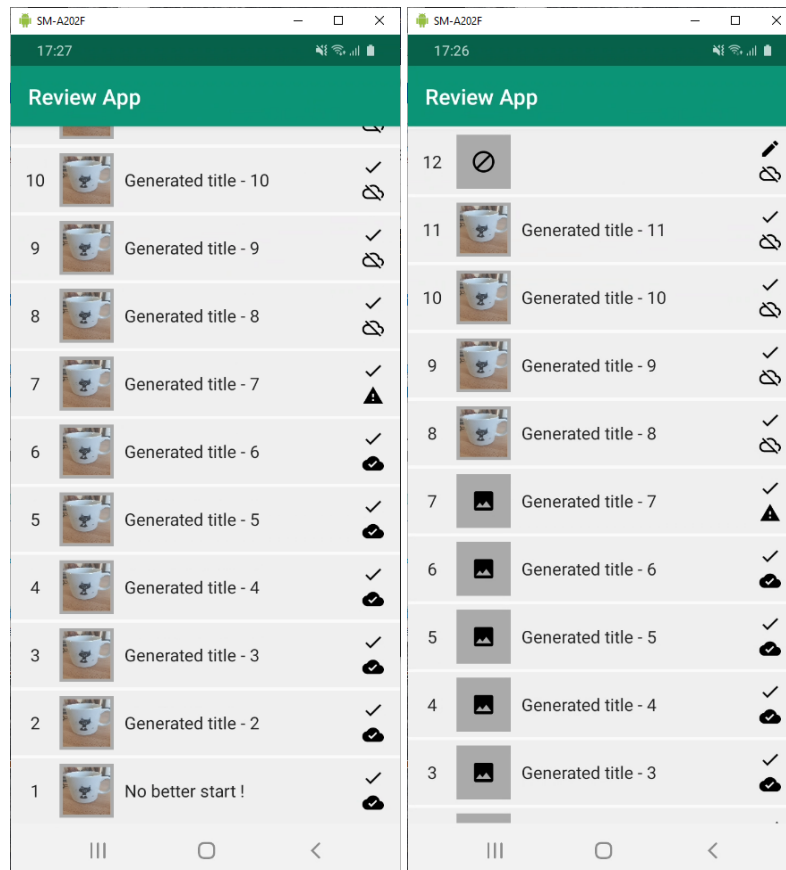 SM-A202F
17:27
Review App
10 Generated title - 10
9 Generated title - 9
8 Generated title - 8
7 Generated title - 7
6 Generated title - 6
5 Generated title - 5
4 Generated title - 4
3 Generated title - 3
2 Generated title - 2
1 No better start !
SM-A202F
17:26
Review App
12
11 Generated title - 11
10 Generated title - 10
9 Generated title - 9
8 Generated title - 8
7 Generated title - 7
6 Generated title - 6
5 Generated title - 5
4 Generated title - 4
3 Generated title - 3